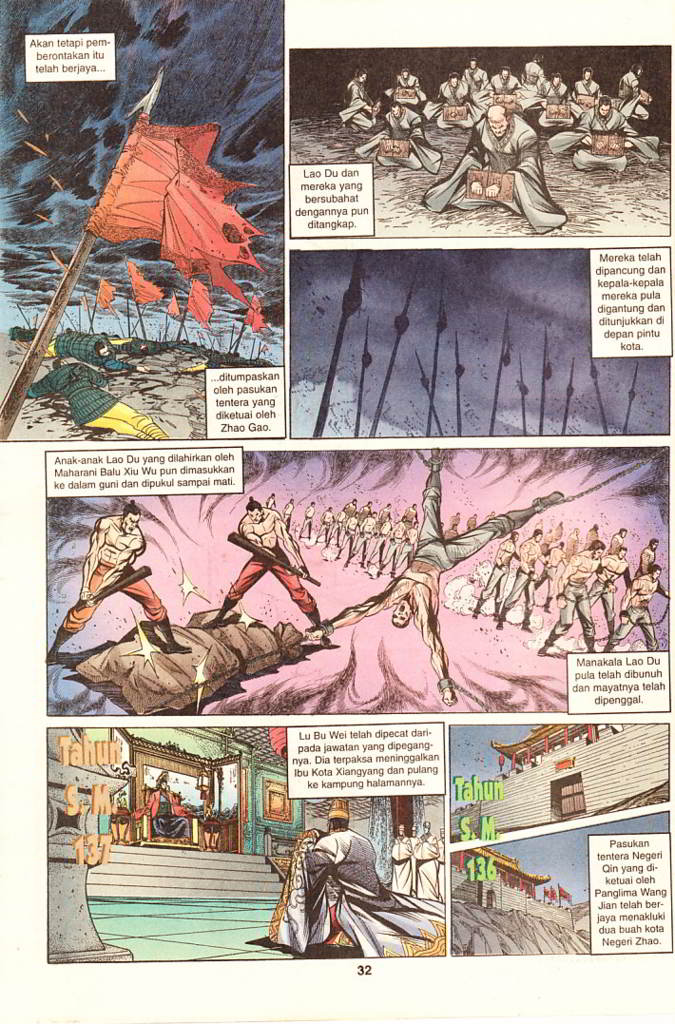 Akan tetapi pem-
berontakan itu
telah berjaya...
...ditumpaskan
oleh pasukan
tentera yang
diketuai oleh
Zhao Gao.
Lao Du dan
mereka yang
bersubahat
dengannya pun
ditangkap.
Mereka telah
dipancung dan
kepala-kepala
mereka pula
digantung dan
ditunjukkan di
depan pintu
kota.
Anak-anak Lao Du yang dilahirkan oleh
Maharani Balu Xiu Wu pun dimasukkan
ke dalam guni dan dipukul sampai mati.
Manakala Lao Du
pula telah dibunuh
dan mayatnya telah
dipenggal.
Tahun
S. M.
137
Lu Bu Wei telah dipecat dari-
pada jawatan yang dipegang-
nya. Dia terpaksa meninggalkan
Ibu Kota Xiangyang dan pulang
ke kampung halamannya.
Tahun
S. M.
136
Pasukan
tentera Negeri
Qin yang di-
ketuai oleh
Panglima Wang
Jian telah ber-
jaya menakluki
dua buah kota
Negeri Zhao.
32